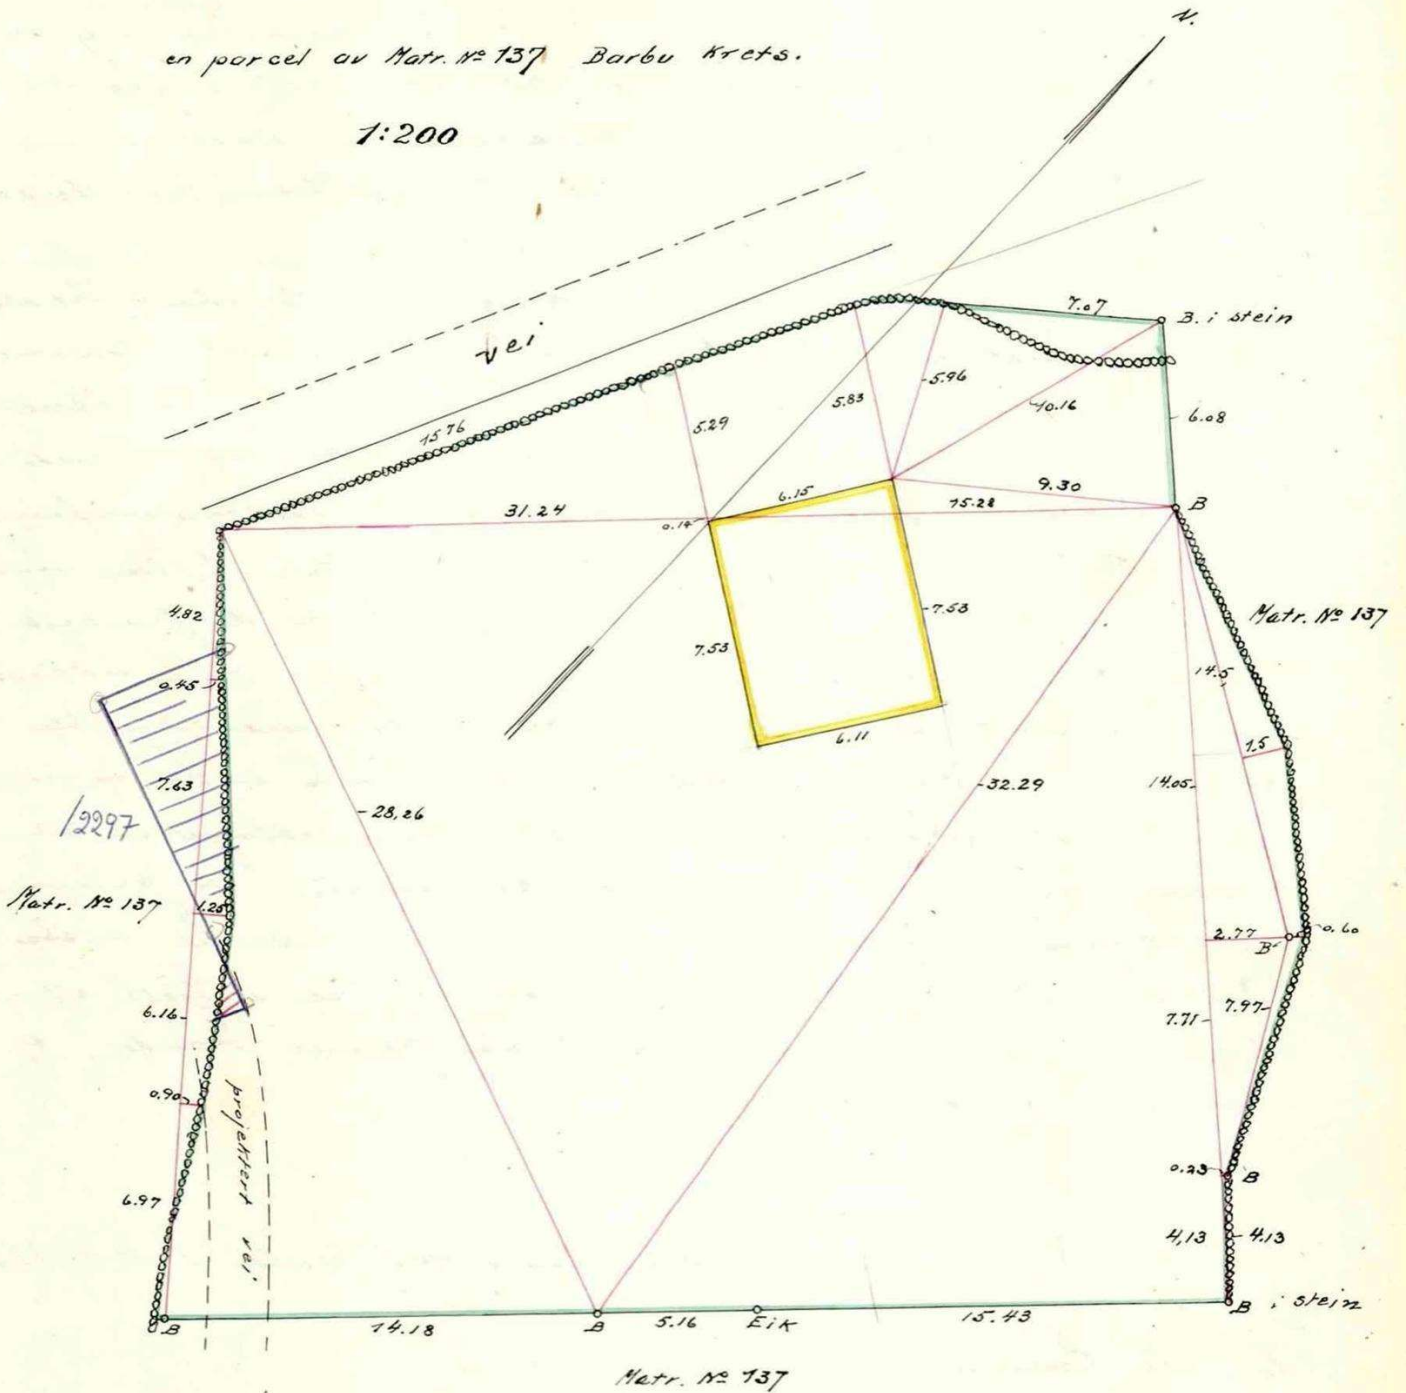 N.
en parcel av Matr. Nº 137 Barbu Krets.
1:200
vei
7.07
B. i stein
15.76
5.29
5.83
5.96
10.16
6.08
31.24
0.14
6.15
9.30
15.28
B
4.82
0.45
7.63
/2297
Matr. Nº 137
1.25
28,26
7.53
7.53
6.11
32.29
Matr. Nº 137
14.5
1.5
14.05
2.77
B
0.60
7.97
7.71
6.16
0.90
projektert vei
6.97
0.23
B
4,13
4.13
B
14.18
B
5.16
Eik
15.43
B i stein
Matr. Nº 137